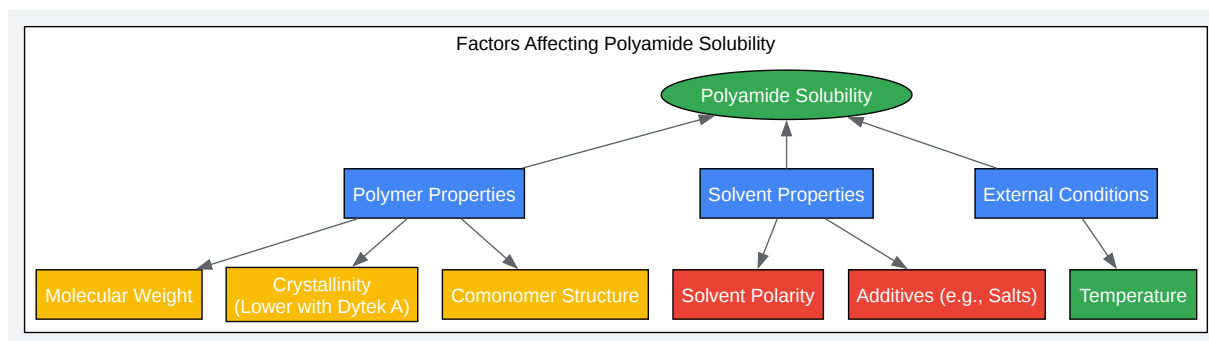 Factors Affecting Polyamide Solubility
Polyamide Solubility
Polymer Properties
Solvent Properties
External Conditions
Molecular Weight
Crystallinity
(Lower with Dytek A)
Comonomer Structure
Solvent Polarity
Additives (e.g., Salts)
Temperature